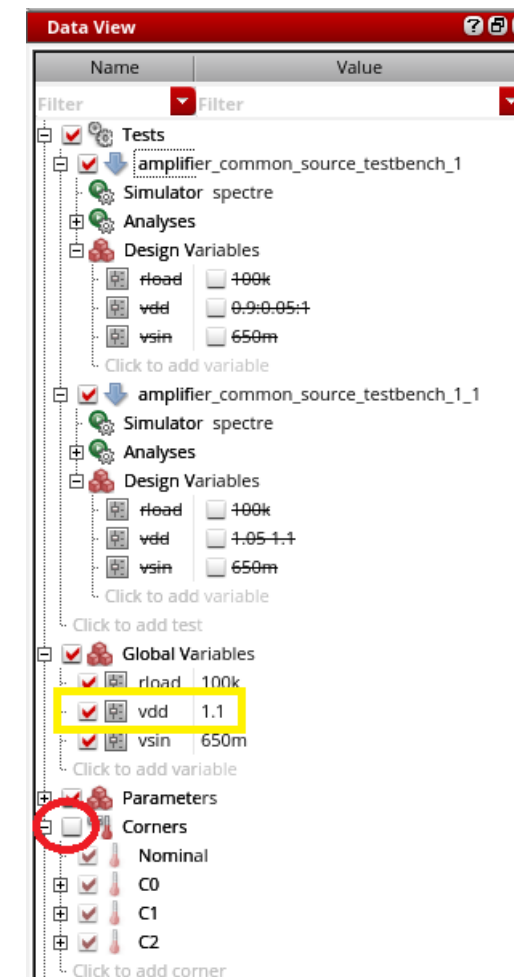 Data View
Name Value
Filter Filter
Tests
amplifier_common_source_testbench_1
Simulator spectre
Analyses
Design Variables
rload 100k
vdd 0.9:0.05:1
vsin 650m
Click to add variable
amplifier_common_source_testbench_1_1
Simulator spectre
Analyses
Design Variables
rload 100k
vdd 1.05 1.1
vsin 650m
Click to add variable
Click to add test
Global Variables
rload 100k
vdd 1.1
vsin 650m
Click to add variable
Parameters
Corners
Nominal
C0
C1
C2
Click to add corner